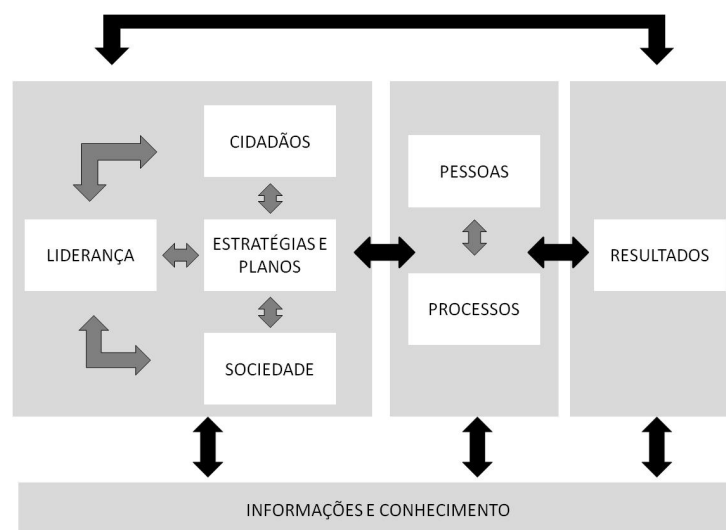 CIDADÃOS
LIDERANÇA
ESTRATÉGIAS E
PLANOS
SOCIEDADE
PESSOAS
PROCESSOS
RESULTADOS
INFORMAÇÕES E CONHECIMENTO